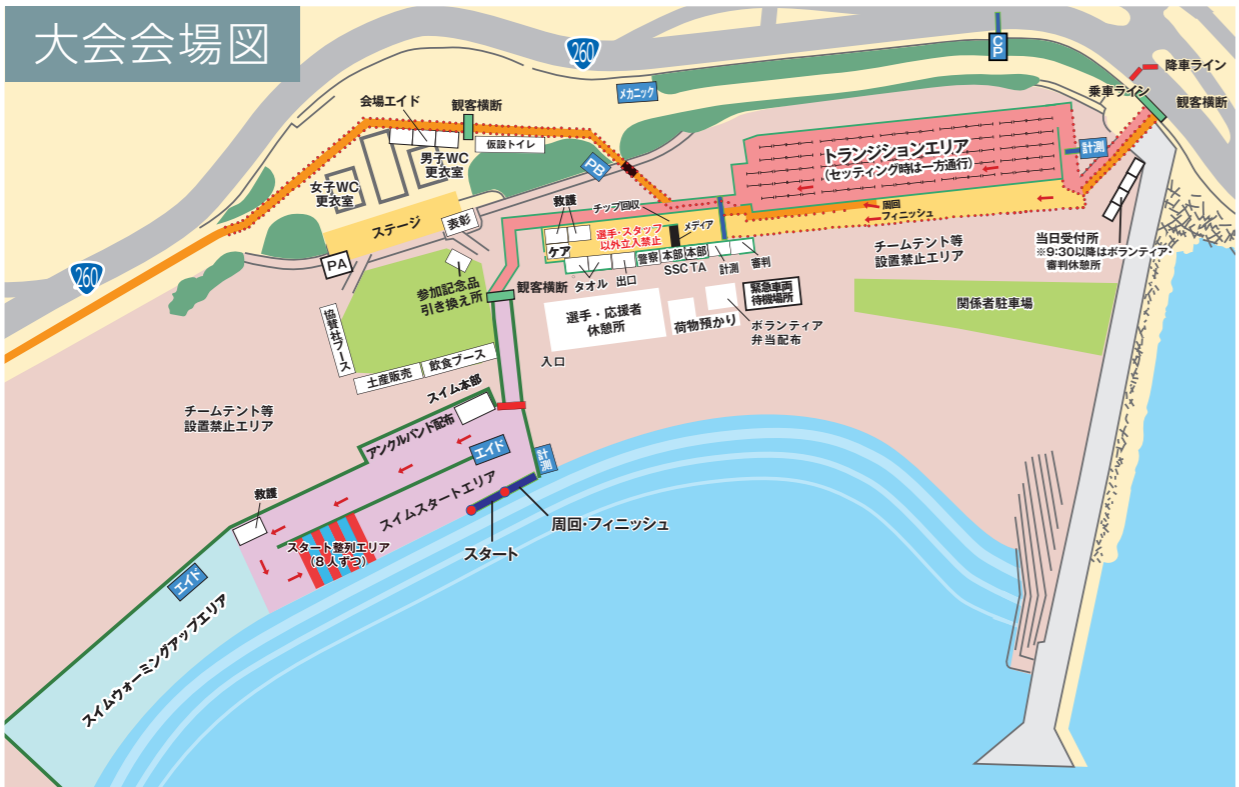 大会会場図
260
CP
降車ライン
乗車ライン
観客横断
メカニック
会場エイド
観客横断
仮設トイレ
男子WC
更衣室
女子WC
更衣室
PB
トランジションエリア
(セッティング時は一方通行)
計測
周回
フィニッシュ
救護
チップ回収
メディア
選手・スタッフ
以外立入禁止
ケア
タオル
出口
警察
本部
本部
SSC
TA
計測
審判
ステージ
表彰
PA
260
当日受付所
※9:30以降はボランティア・
審判休憩所
チームテント等
設置禁止エリア
関係者駐車場
緊急車両
待機場所
参加記念品
引き換え所
観客横断
選手・応援者
休憩所
荷物預かり
ボランティア
弁当配布
入口
協賛社ブース
土産販売
飲食ブース
チームテント等
設置禁止エリア
スイム本部
アンクルバンド配布
エイド
計測
スイムスタートエリア
救護
周回・フィニッシュ
スタート
スタート整列エリア
(8人ずつ)
エイド
スイムウォーミングアップエリア